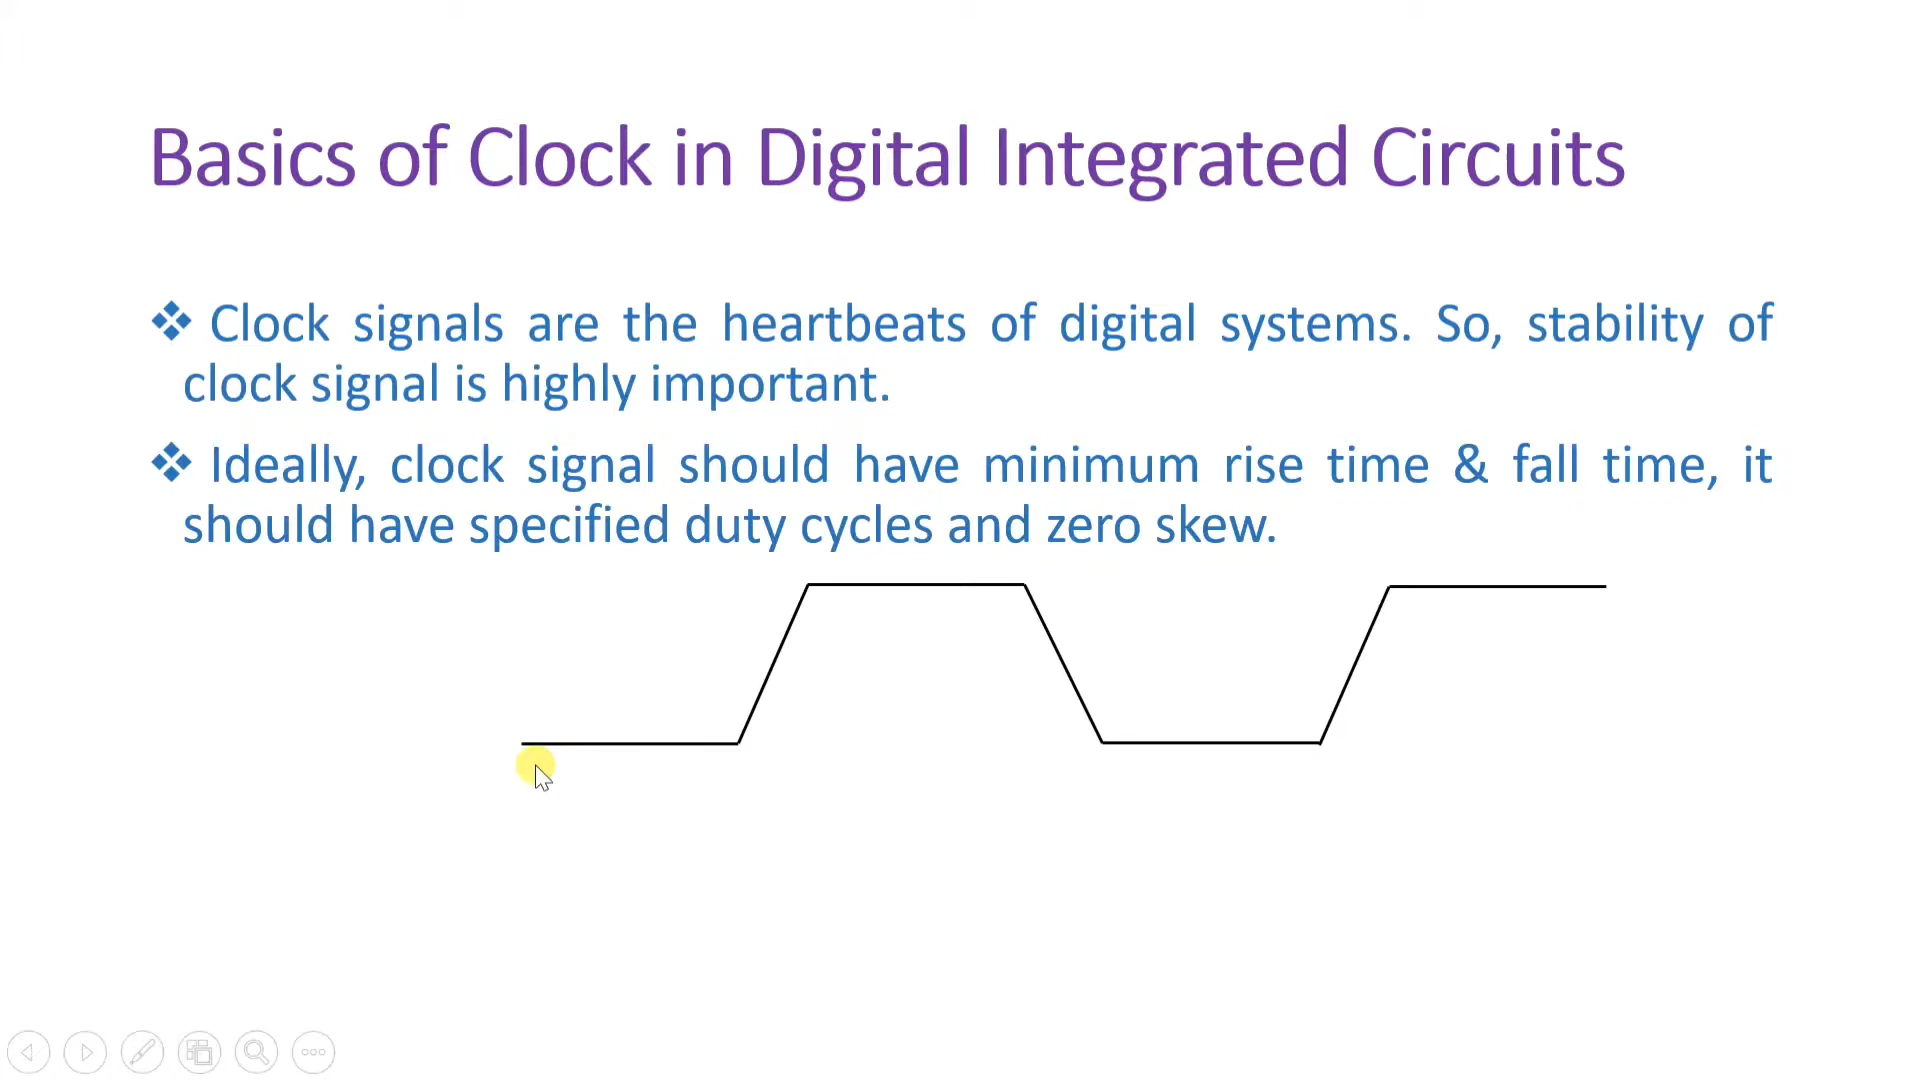 Basics of Clock in Digital Integrated Circuits
❖ Clock signals are the heartbeats of digital systems. So, stability of
clock signal is highly important.
❖ Ideally, clock signal should have minimum rise time & fall time, it
should have specified duty cycles and zero skew.